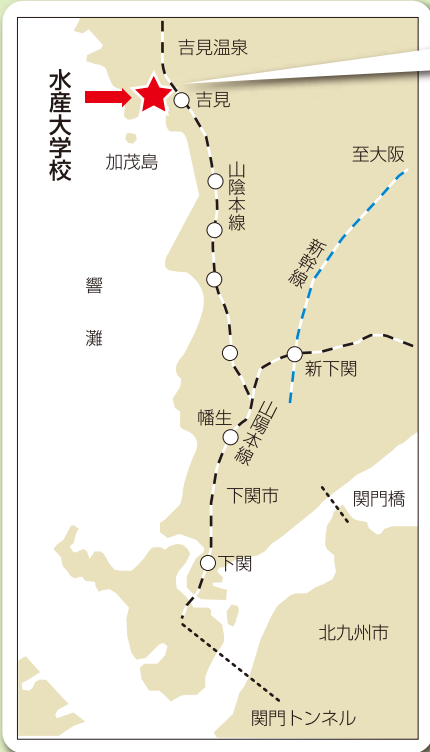 吉見温泉
水産大学校
吉見
加茂島
至大阪
山陰本線
新幹線
響灘
新下関
幡生
山陽本線
下関市
関門橋
下関
北九州市
関門トンネル